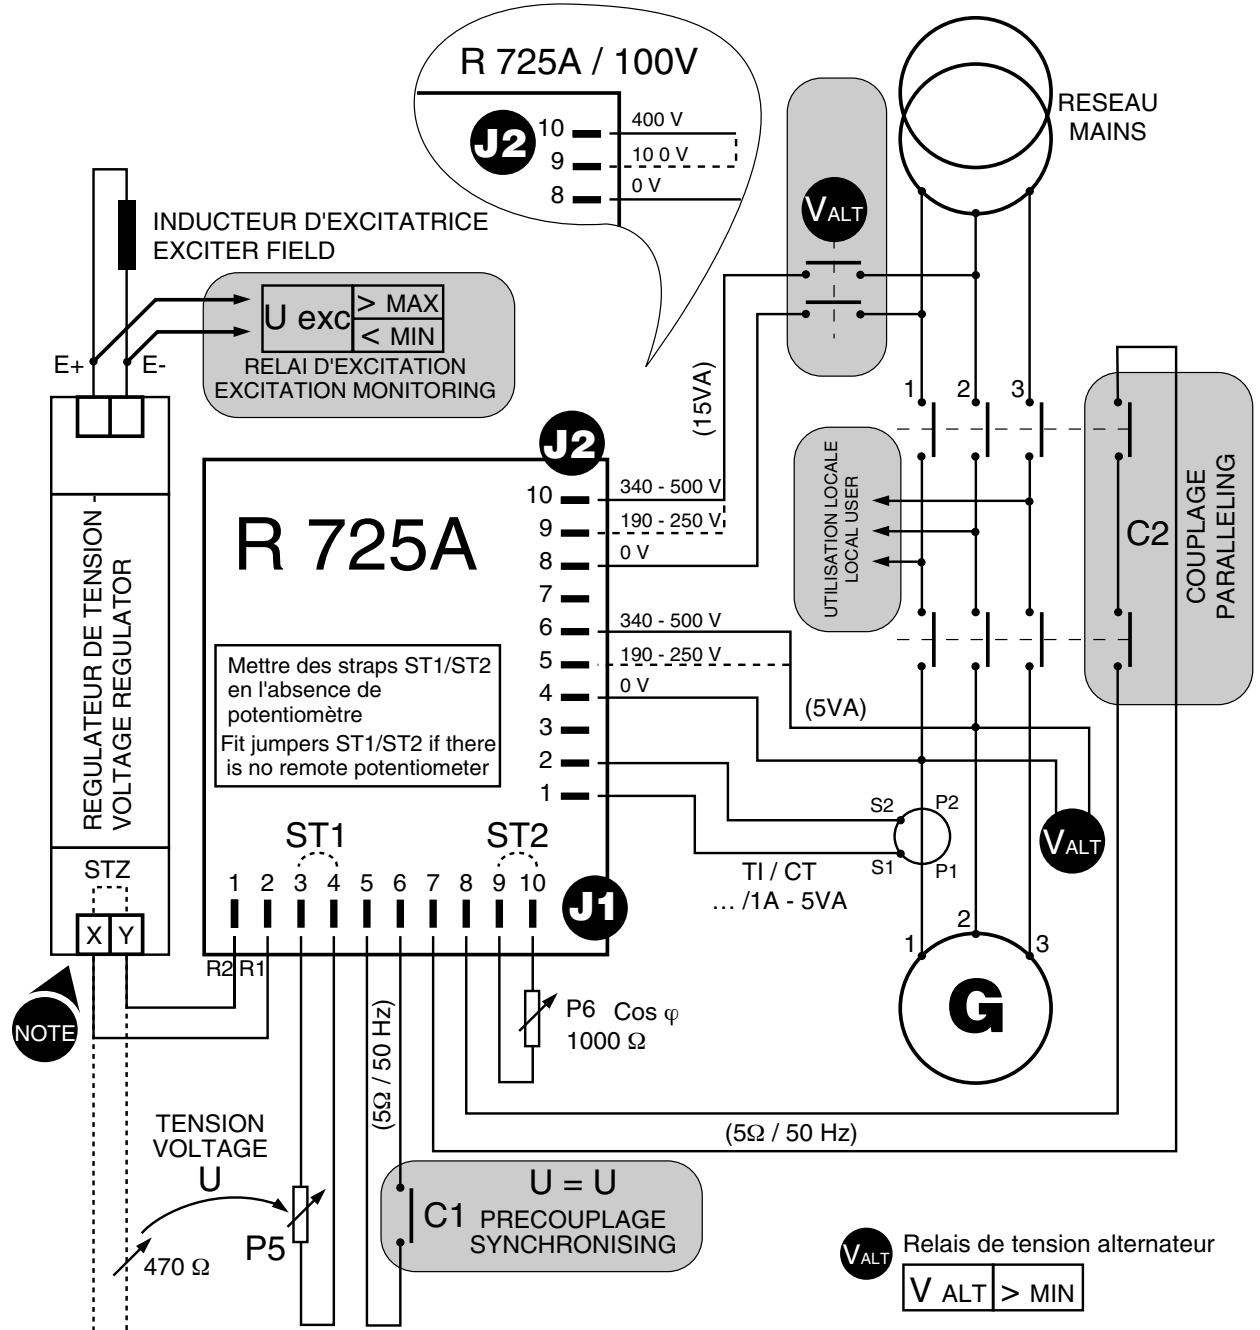 R 725A / 100V
J2
10
400 V
9
10 0 V
8
0 V
RESEAU
MAINS
VALT
INDUCTEUR D'EXCITATRICE
EXCITER FIELD
U exc
> MAX
< MIN
RELAI D'EXCITATION
EXCITATION MONITORING
E+
E-
(15VA)
1
2
3
J2
R 725A
10
340 - 500 V
9
190 - 250 V
8
0 V
7
6
340 - 500 V
5
190 - 250 V
4
0 V
3
2
1
REGULATEUR DE TENSION -
VOLTAGE REGULATOR
Mettre des straps ST1/ST2
en l'absence de
potentiomètre
Fit jumpers ST1/ST2 if there
is no remote potentiometer
UTILISATION LOCALE
LOCAL USER
C2
COUPLAGE
PARALLELING
(5VA)
S2
P2
S1
P1
VALT
TI / CT
... /1A - 5VA
STZ
X
Y
ST1
ST2
1
2
3
4
5
6
7
8
9
10
J1
R2
R1
NOTE
1
2
3
G
P6 Cos φ
1000 Ω
(5Ω / 50 Hz)
(5Ω / 50 Hz)
TENSION
VOLTAGE
U
P5
470 Ω
C1
U = U
PRECOUPLAGE
SYNCHRONISING
VALT
Relais de tension alternateur
V ALT
> MIN